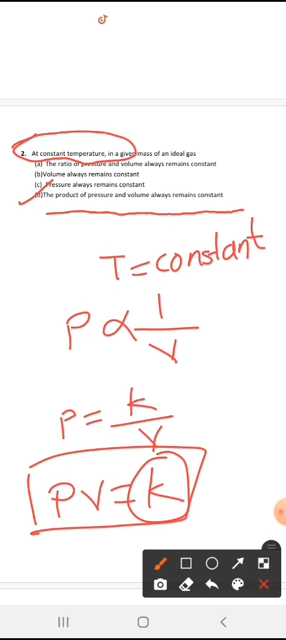 2. At constant temperature, in a given mass of an ideal gas
(a) The ratio of pressure and volume always remains constant
(b)Volume always remains constant
(c) Pressure always remains constant
(d)The product of pressure and volume always remains constant
T = constant
P ∝ 1/V
P = k/V
PV = k